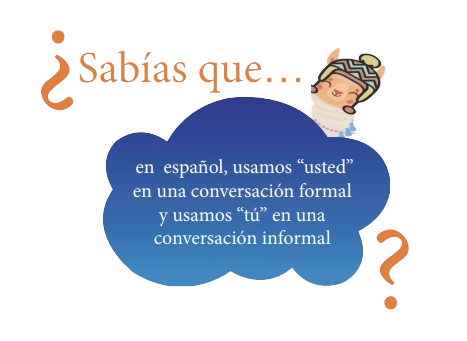 ¿Sabías que...
en español, usamos “usted”
en una conversación formal
y usamos “tú” en una
conversación informal
?